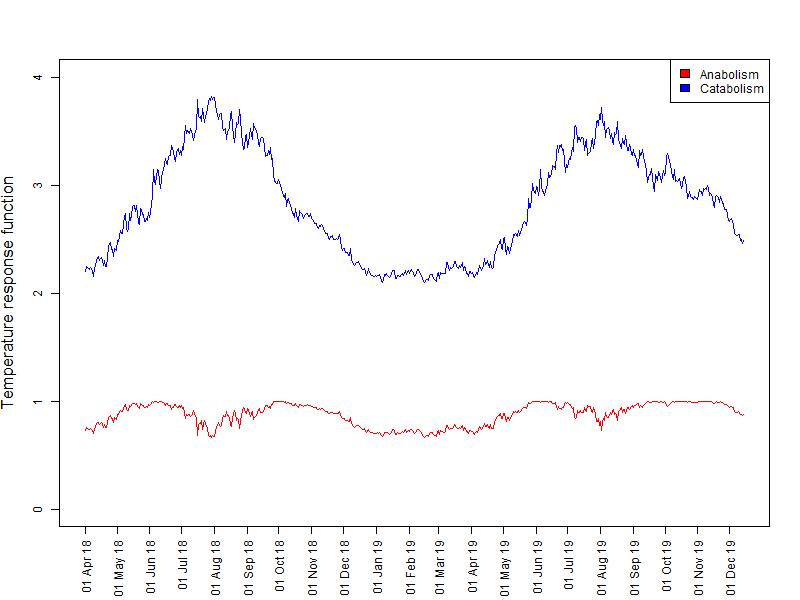 Anabolism
Catabolism
Temperature response function
4
3
2
1
0
01 Apr 18
01 May 18
01 Jun 18
01 Jul 18
01 Aug 18
01 Sep 18
01 Oct 18
01 Nov 18
01 Dec 18
01 Jan 19
01 Feb 19
01 Mar 19
01 Apr 19
01 May 19
01 Jun 19
01 Jul 19
01 Aug 19
01 Sep 19
01 Oct 19
01 Nov 19
01 Dec 19